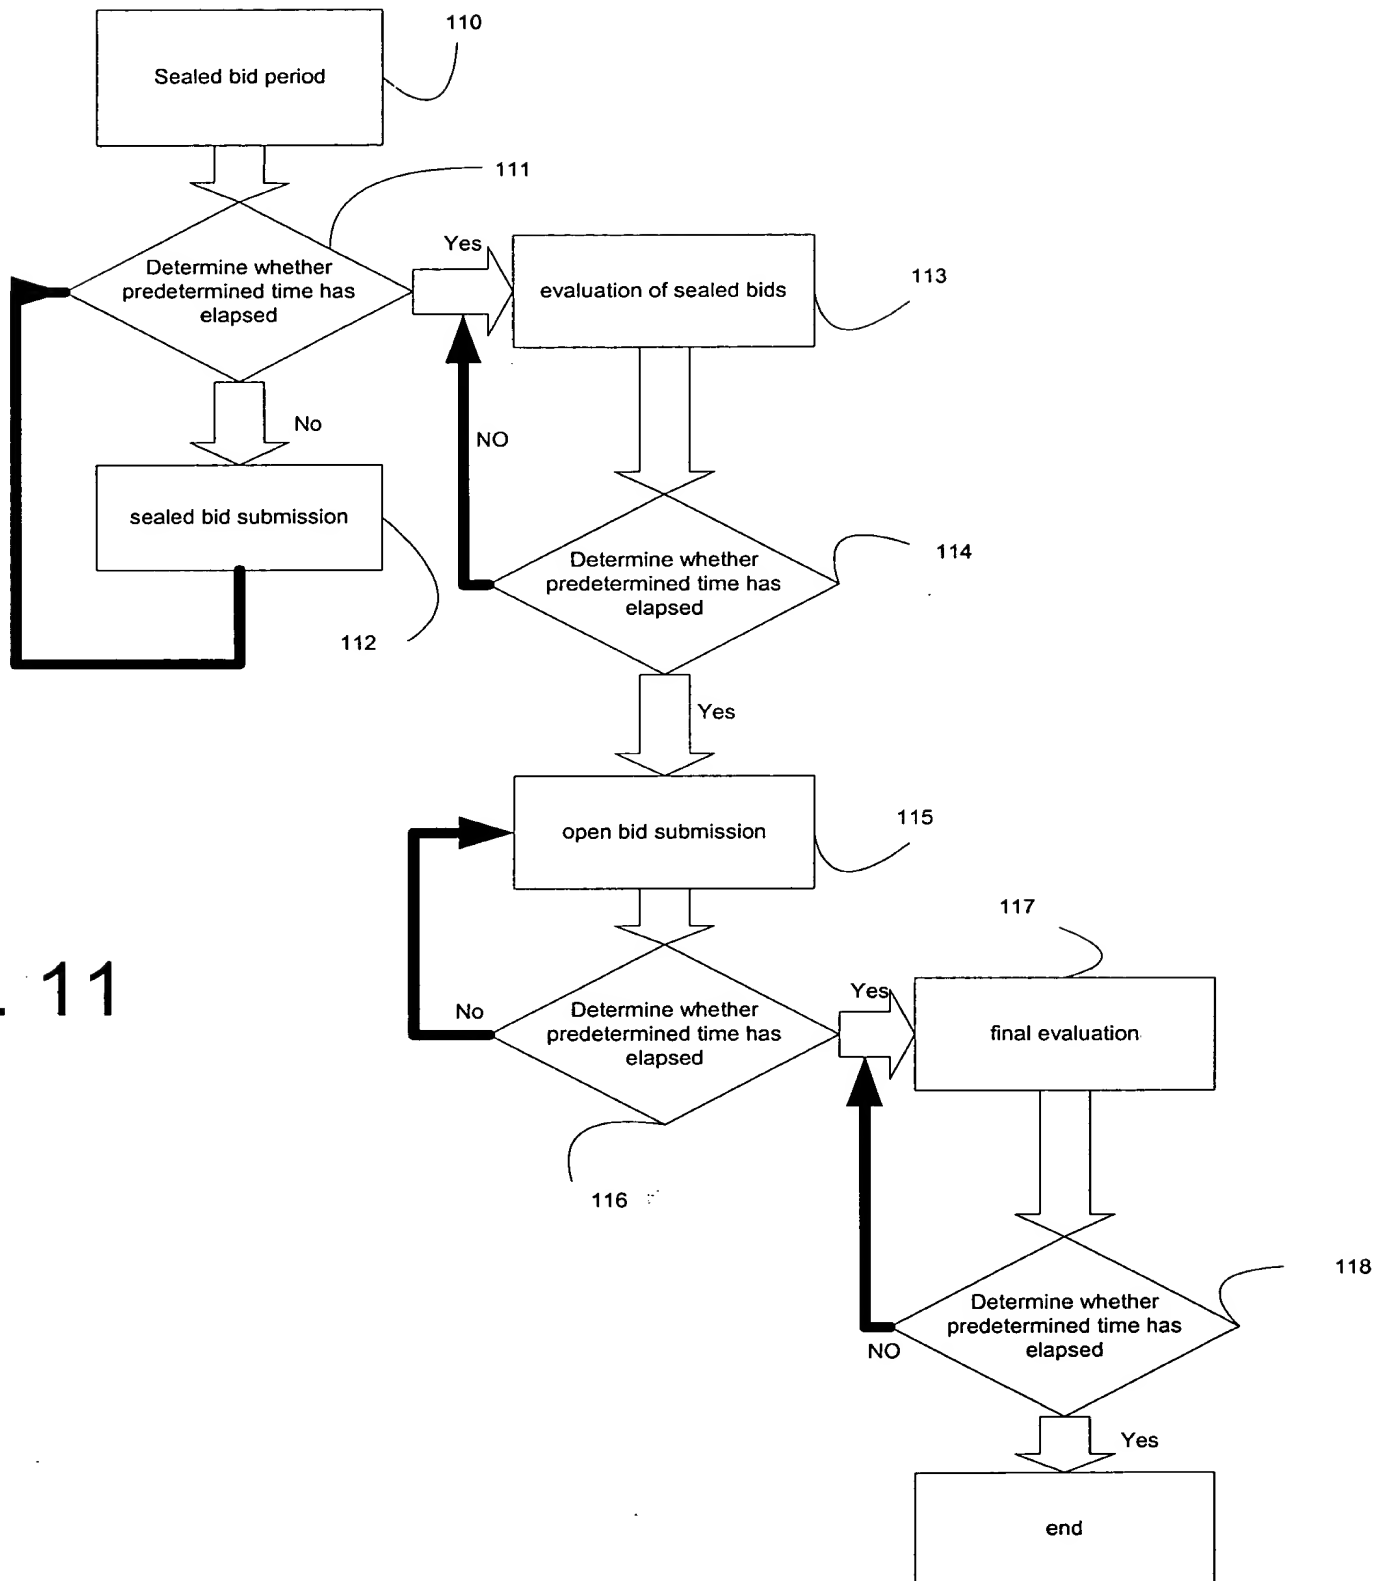 110
Sealed bid period
111
Determine whether
predetermined time has
elapsed
Yes
evaluation of sealed bids
113
No
NO
sealed bid submission
112
Determine whether
predetermined time has
elapsed
114
Yes
open bid submission
115
117
. 11
No
Determine whether
predetermined time has
elapsed
Yes
final evaluation
116
118
Determine whether
predetermined time has
elapsed
NO
Yes
end